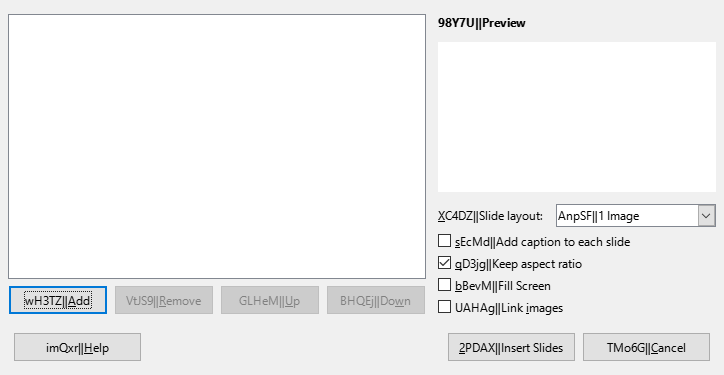 98Y7U||Preview
XC4DZ||Slide layout:
AnpSF||1 Image
sEcMd||Add caption to each slide
qD3jg||Keep aspect ratio
bBevM||Fill Screen
UAHAg||Link images
wH3TZ||Add
VtJS9||Remove
GLHeM||Up
BHQEj||Down
imQxr||Help
2PDAX||Insert Slides
TMo6G||Cancel